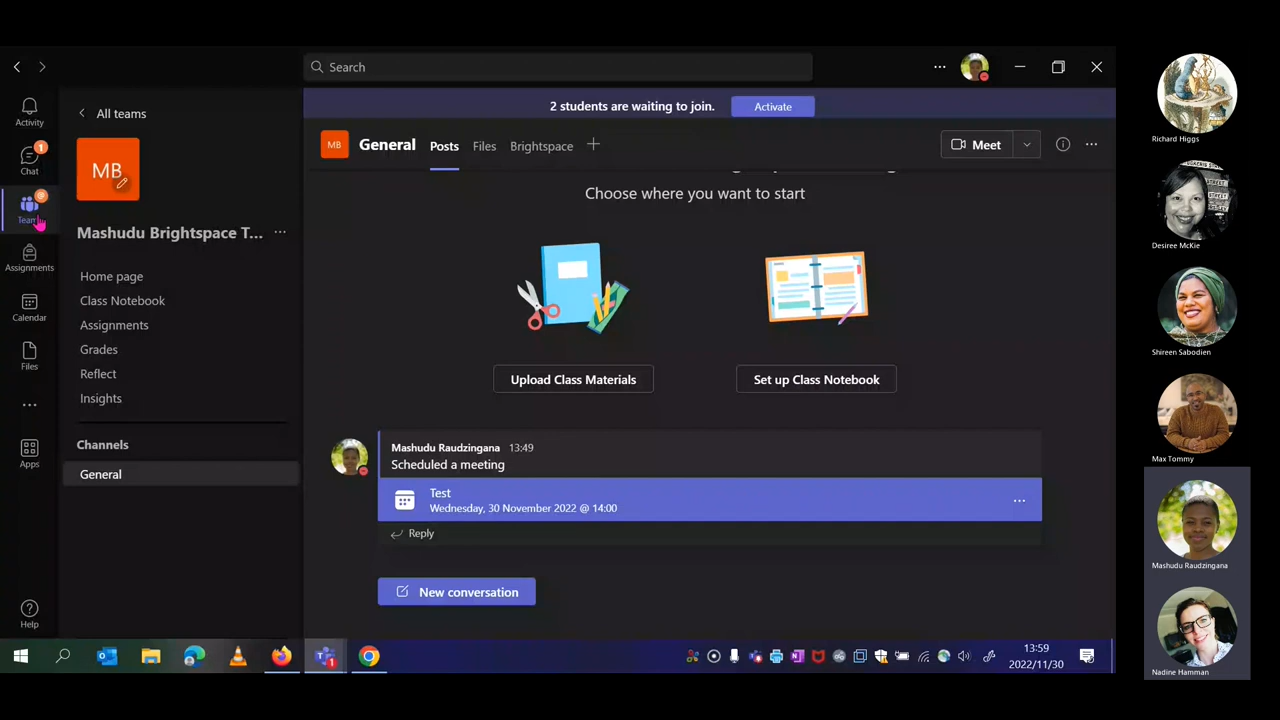 Search
2 students are waiting to join.
Activate
Activity
Chat
1
Assignments
Calendar
Files
Apps
Help
All teams
MB
Mashudu Brightspace T...
Home page
Class Notebook
Assignments
Grades
Reflect
Insights
Channels
General
MB
General
Posts
Files
Brightspace
Meet
Choose where you want to start
Upload Class Materials
Set up Class Notebook
Mashudu Raudzingana 13:49
Scheduled a meeting
Test
Wednesday, 30 November 2022 @ 14:00
Reply
New conversation
1
13:59
2022/11/30
Richard Higgs
Desiree McKie
Shireen Sabodien
Max Tommy
Mashudu Raudzingana
Nadine Hamman